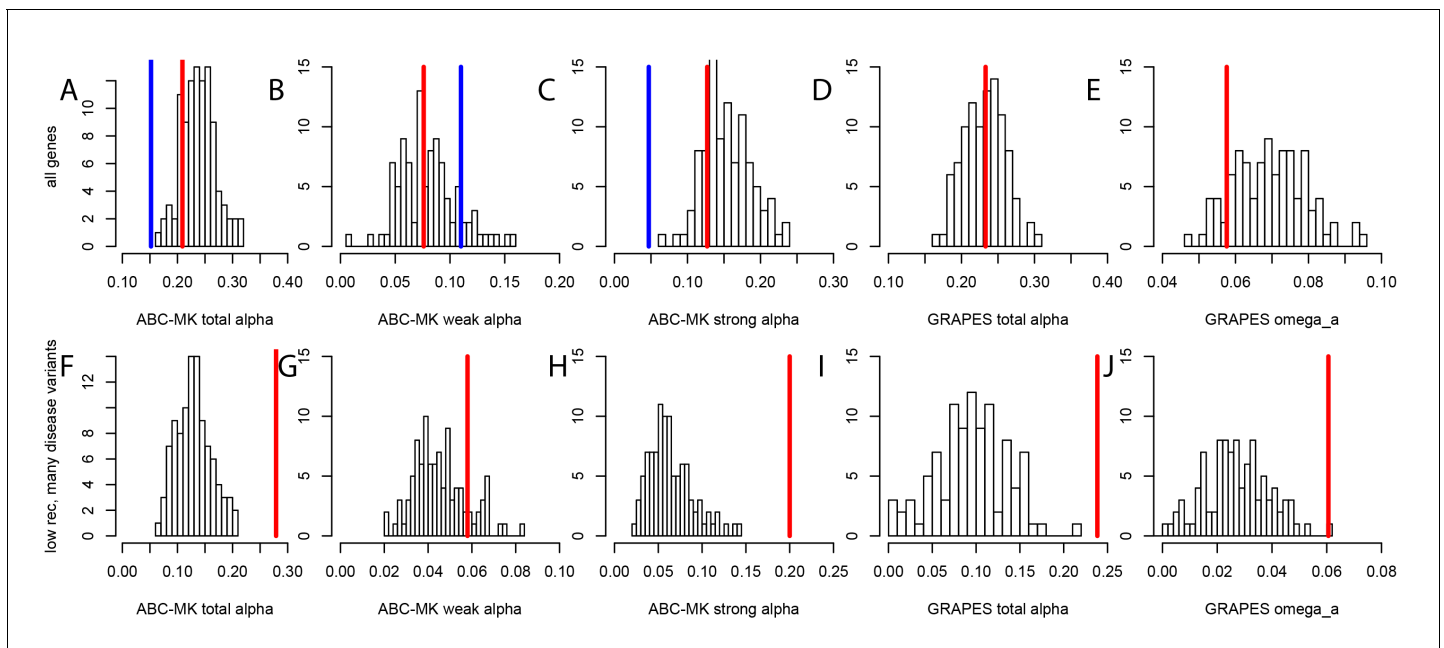 A B C D E
all genes
0 2 4 6 8 10
0 5 10 15
0 5 10 15
0 5 10 15
0 5 10 15
0.10 0.20 0.30 0.40
0.00 0.05 0.10 0.15 0.20
0.00 0.10 0.20 0.30
0.10 0.20 0.30 0.40
0.04 0.06 0.08 0.10
ABC-MK total alpha
ABC-MK weak alpha
ABC-MK strong alpha
GRAPES total alpha
GRAPES omega_a
F G H I J
low rec, many disease variants
0 2 4 6 8 12
0 5 10 15
0 5 10 15
0 5 10 15
0 5 10 15
0.00 0.10 0.20 0.30
0.00 0.02 0.04 0.06 0.08 0.10
0.00 0.05 0.10 0.15 0.20 0.25
0.00 0.05 0.10 0.15 0.20 0.25
0.00 0.02 0.04 0.06 0.08
ABC-MK total alpha
ABC-MK weak alpha
ABC-MK strong alpha
GRAPES total alpha
GRAPES omega_a